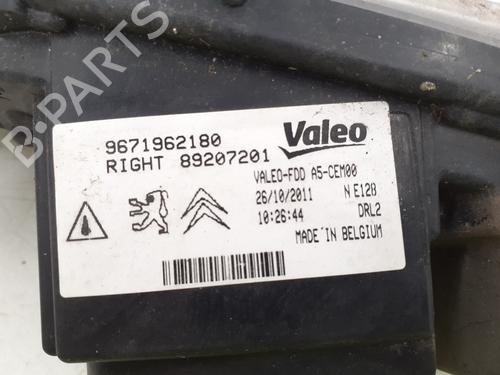 B-PARTS
9671962180
RIGHT 89207201
Valeo
VALEO-FDD A5-CEM00
26/10/2011 N E128
10:26:44 DRL2
MADE IN BELGIUM